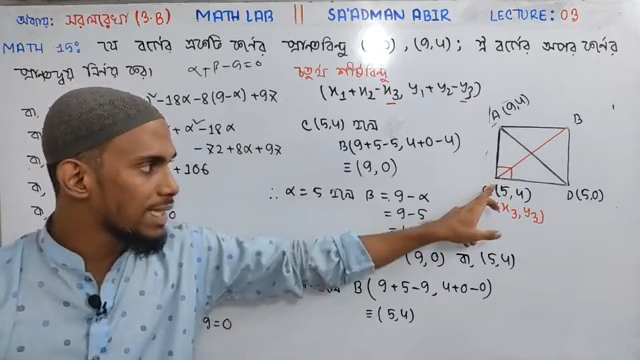 অধ্যায়: সরলরেখা (3.B) MATH LAB || SA'ADMAN ABIR LECTURE: 03
MATH 15: যে বর্গের একটি কর্ণের প্রান্তবিন্দু 0), (9,4); ঐ বর্গের অপর কর্ণের
নির্ণয় করো। α+β-9=0 চতুর্থ শীর্ষবিন্দু
(x₁+x₂-x₃, y₁+y₂-y₃)
বা, ²-18α-8(9-α)+97
C(5,4) হলে
B(9+5-5, 4+0-4)
≡ (9,0)
বা, + α²-18α
-72+8α+97
বা, +106
∴ α=5 হলে β = 9-α
= 9-5
(9,0) বা, (5,4)
B(9+5-9, 4+0-0)
≡ (5,4)
9=0
A(9,4) B
(5,4) D(5,0)
(x₃,y₃)